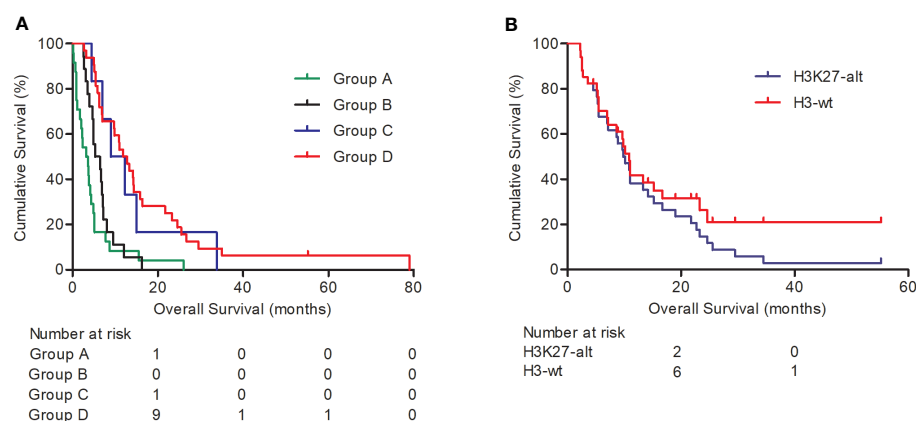 A
100
80
60
40
20
0
Cumulative Survival (%)
0 20 40 60 80
Overall Survival (months)
Group A
Group B
Group C
Group D
Number at risk
Group A 1 0 0 0
Group B 0 0 0 0
Group C 1 0 0 0
Group D 9 1 1 0
B
100
80
60
40
20
0
Cumulative Survival (%)
0 20 40 60
Overall Survival (months)
H3K27-alt
H3-wt
Number at risk
H3K27-alt 2 0
H3-wt 6 1